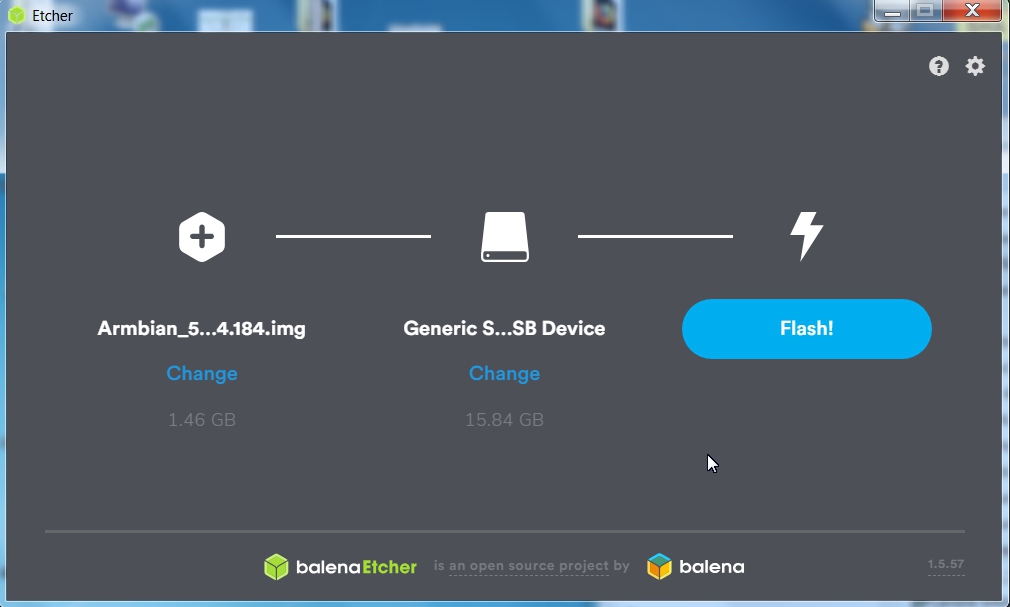 Etcher
Armbian_5...4.184.img
Generic S...SB Device
Flash!
Change
Change
1.46 GB
15.84 GB
balenaEtcher is an open source project by balena
1.5.57